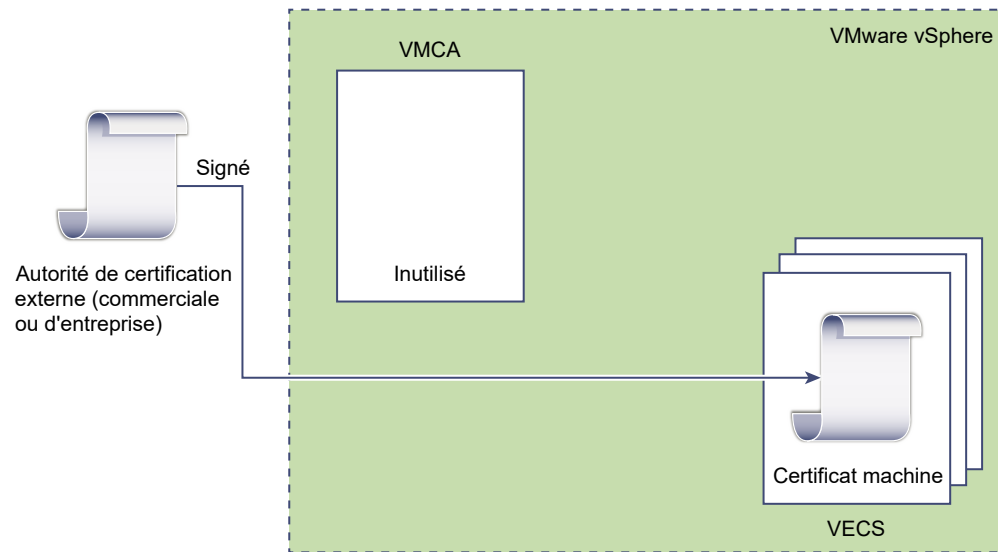 VMware vSphere
VMCA
Signé
Inutilisé
Autorité de certification
externe (commerciale
ou d'entreprise)
Certificat machine
VECS